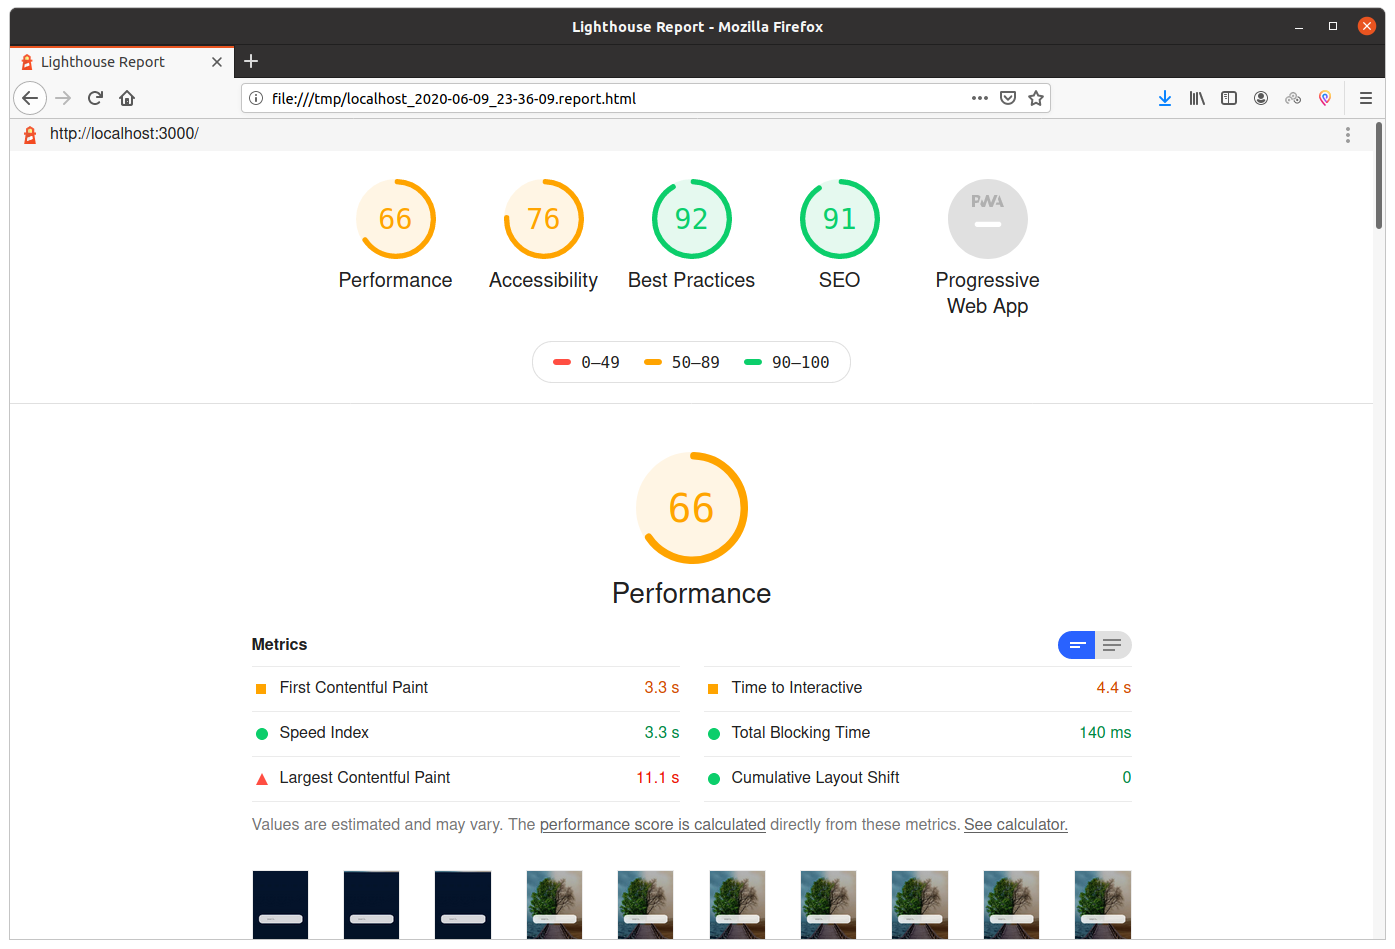 Lighthouse Report - Mozilla Firefox
Lighthouse Report
file:///tmp/localhost_2020-06-09_23-36-09.report.html
http://localhost:3000/
66 76 92 91 PWA
Performance Accessibility Best Practices SEO Progressive
Web App
0–49 50–89 90–100
66
Performance
Metrics
First Contentful Paint 3.3 s Time to Interactive 4.4 s
Speed Index 3.3 s Total Blocking Time 140 ms
Largest Contentful Paint 11.1 s Cumulative Layout Shift 0
Values are estimated and may vary. The performance score is calculated directly from these metrics. See calculator.